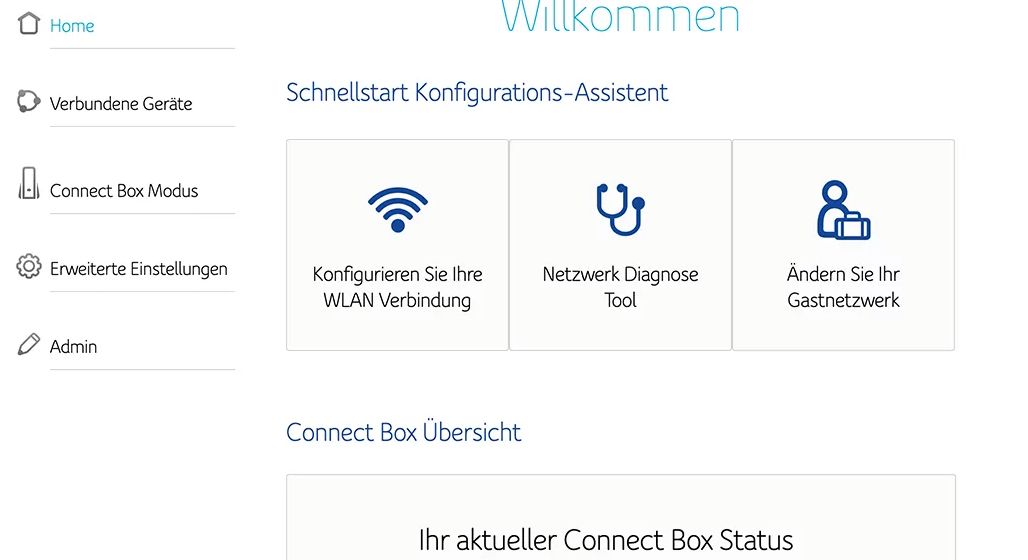 Willkommen
Home
Verbundene Geräte
Connect Box Modus
Erweiterte Einstellungen
Admin
Schnellstart Konfigurations-Assistent
Konfigurieren Sie Ihre
WLAN Verbindung
Netzwerk Diagnose
Tool
Ändern Sie Ihr
Gastnetzwerk
Connect Box Übersicht
Ihr aktueller Connect Box Status